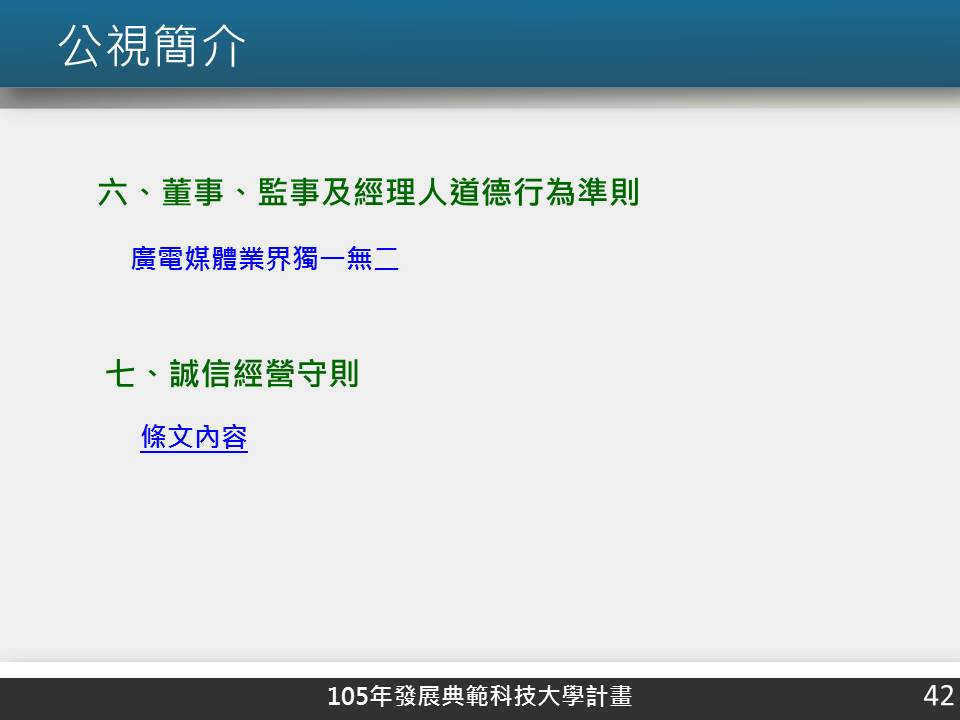 公視簡介
六、董事、監事及經理人道德行為準則
廣電媒體業界獨一無二
七、誠信經營守則
條文內容
105年發展典範科技大學計畫
42